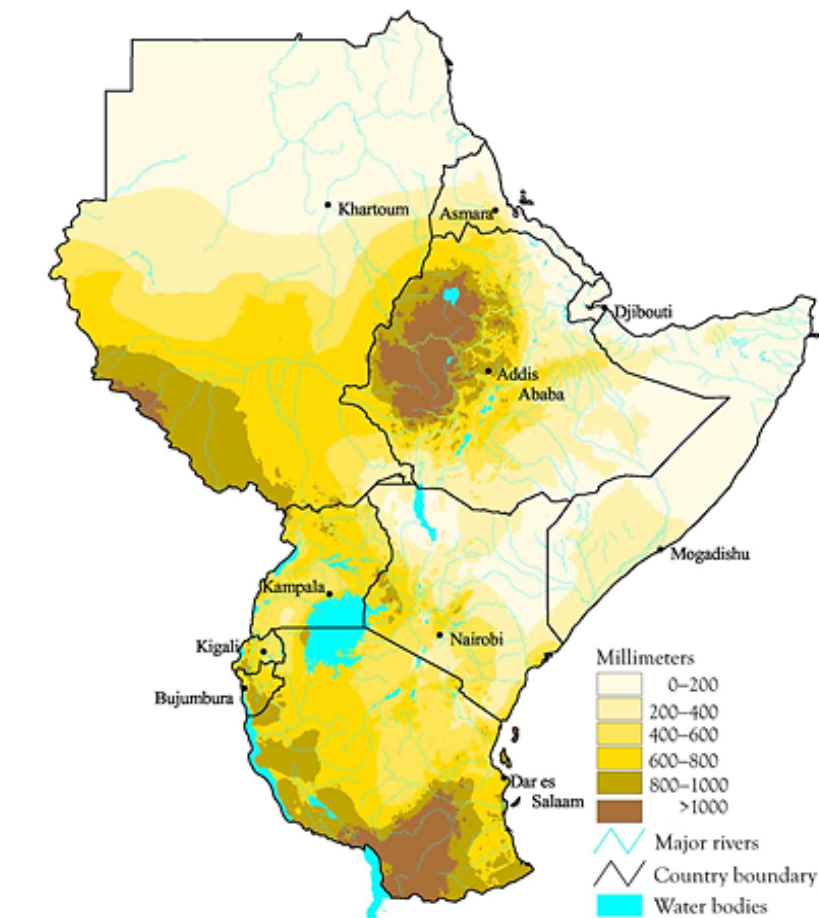 Khartoum
Asmara
Djibouti
Addis
Ababa
Mogadishu
Kampala
Nairobi
Kigali
Bujumbura
Millimeters
0–200
200–400
400–600
600–800
800–1000
>1000
Dar es
Salaam
Major rivers
Country boundary
Water bodies